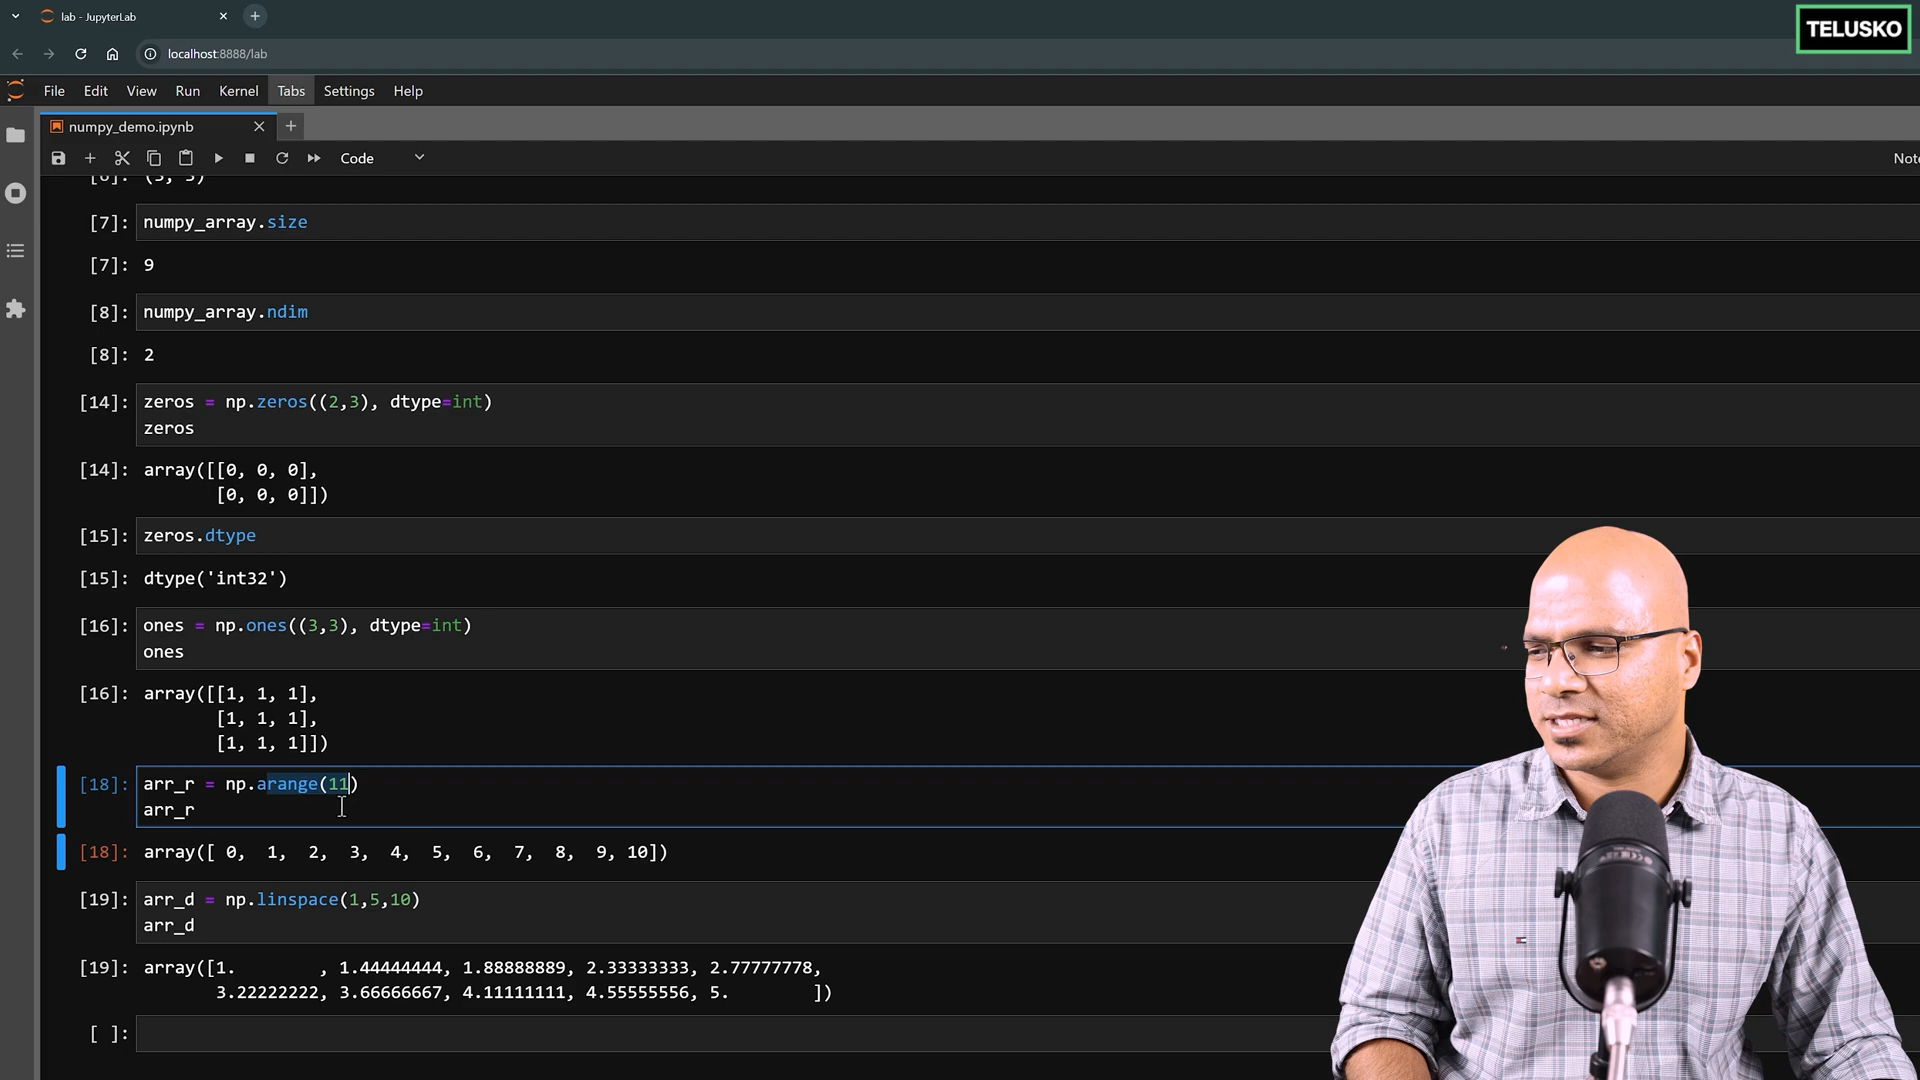 lab - JupyterLab
TELUSKO
localhost:8888/lab
File Edit View Run Kernel Tabs Settings Help
numpy_demo.ipynb
Code
Note
[6]: (3, 3)
[7]: numpy_array.size
[7]: 9
[8]: numpy_array.ndim
[8]: 2
[14]: zeros = np.zeros((2,3), dtype=int)
zeros
[14]: array([[0, 0, 0],
[0, 0, 0]])
[15]: zeros.dtype
[15]: dtype('int32')
[16]: ones = np.ones((3,3), dtype=int)
ones
[16]: array([[1, 1, 1],
[1, 1, 1],
[1, 1, 1]])
[18]: arr_r = np.arange(11)
arr_r
[18]: array([ 0, 1, 2, 3, 4, 5, 6, 7, 8, 9, 10])
[19]: arr_d = np.linspace(1,5,10)
arr_d
[19]: array([1. , 1.44444444, 1.88888889, 2.33333333, 2.77777778,
3.22222222, 3.66666667, 4.11111111, 4.55555556, 5. ])
[ ]: